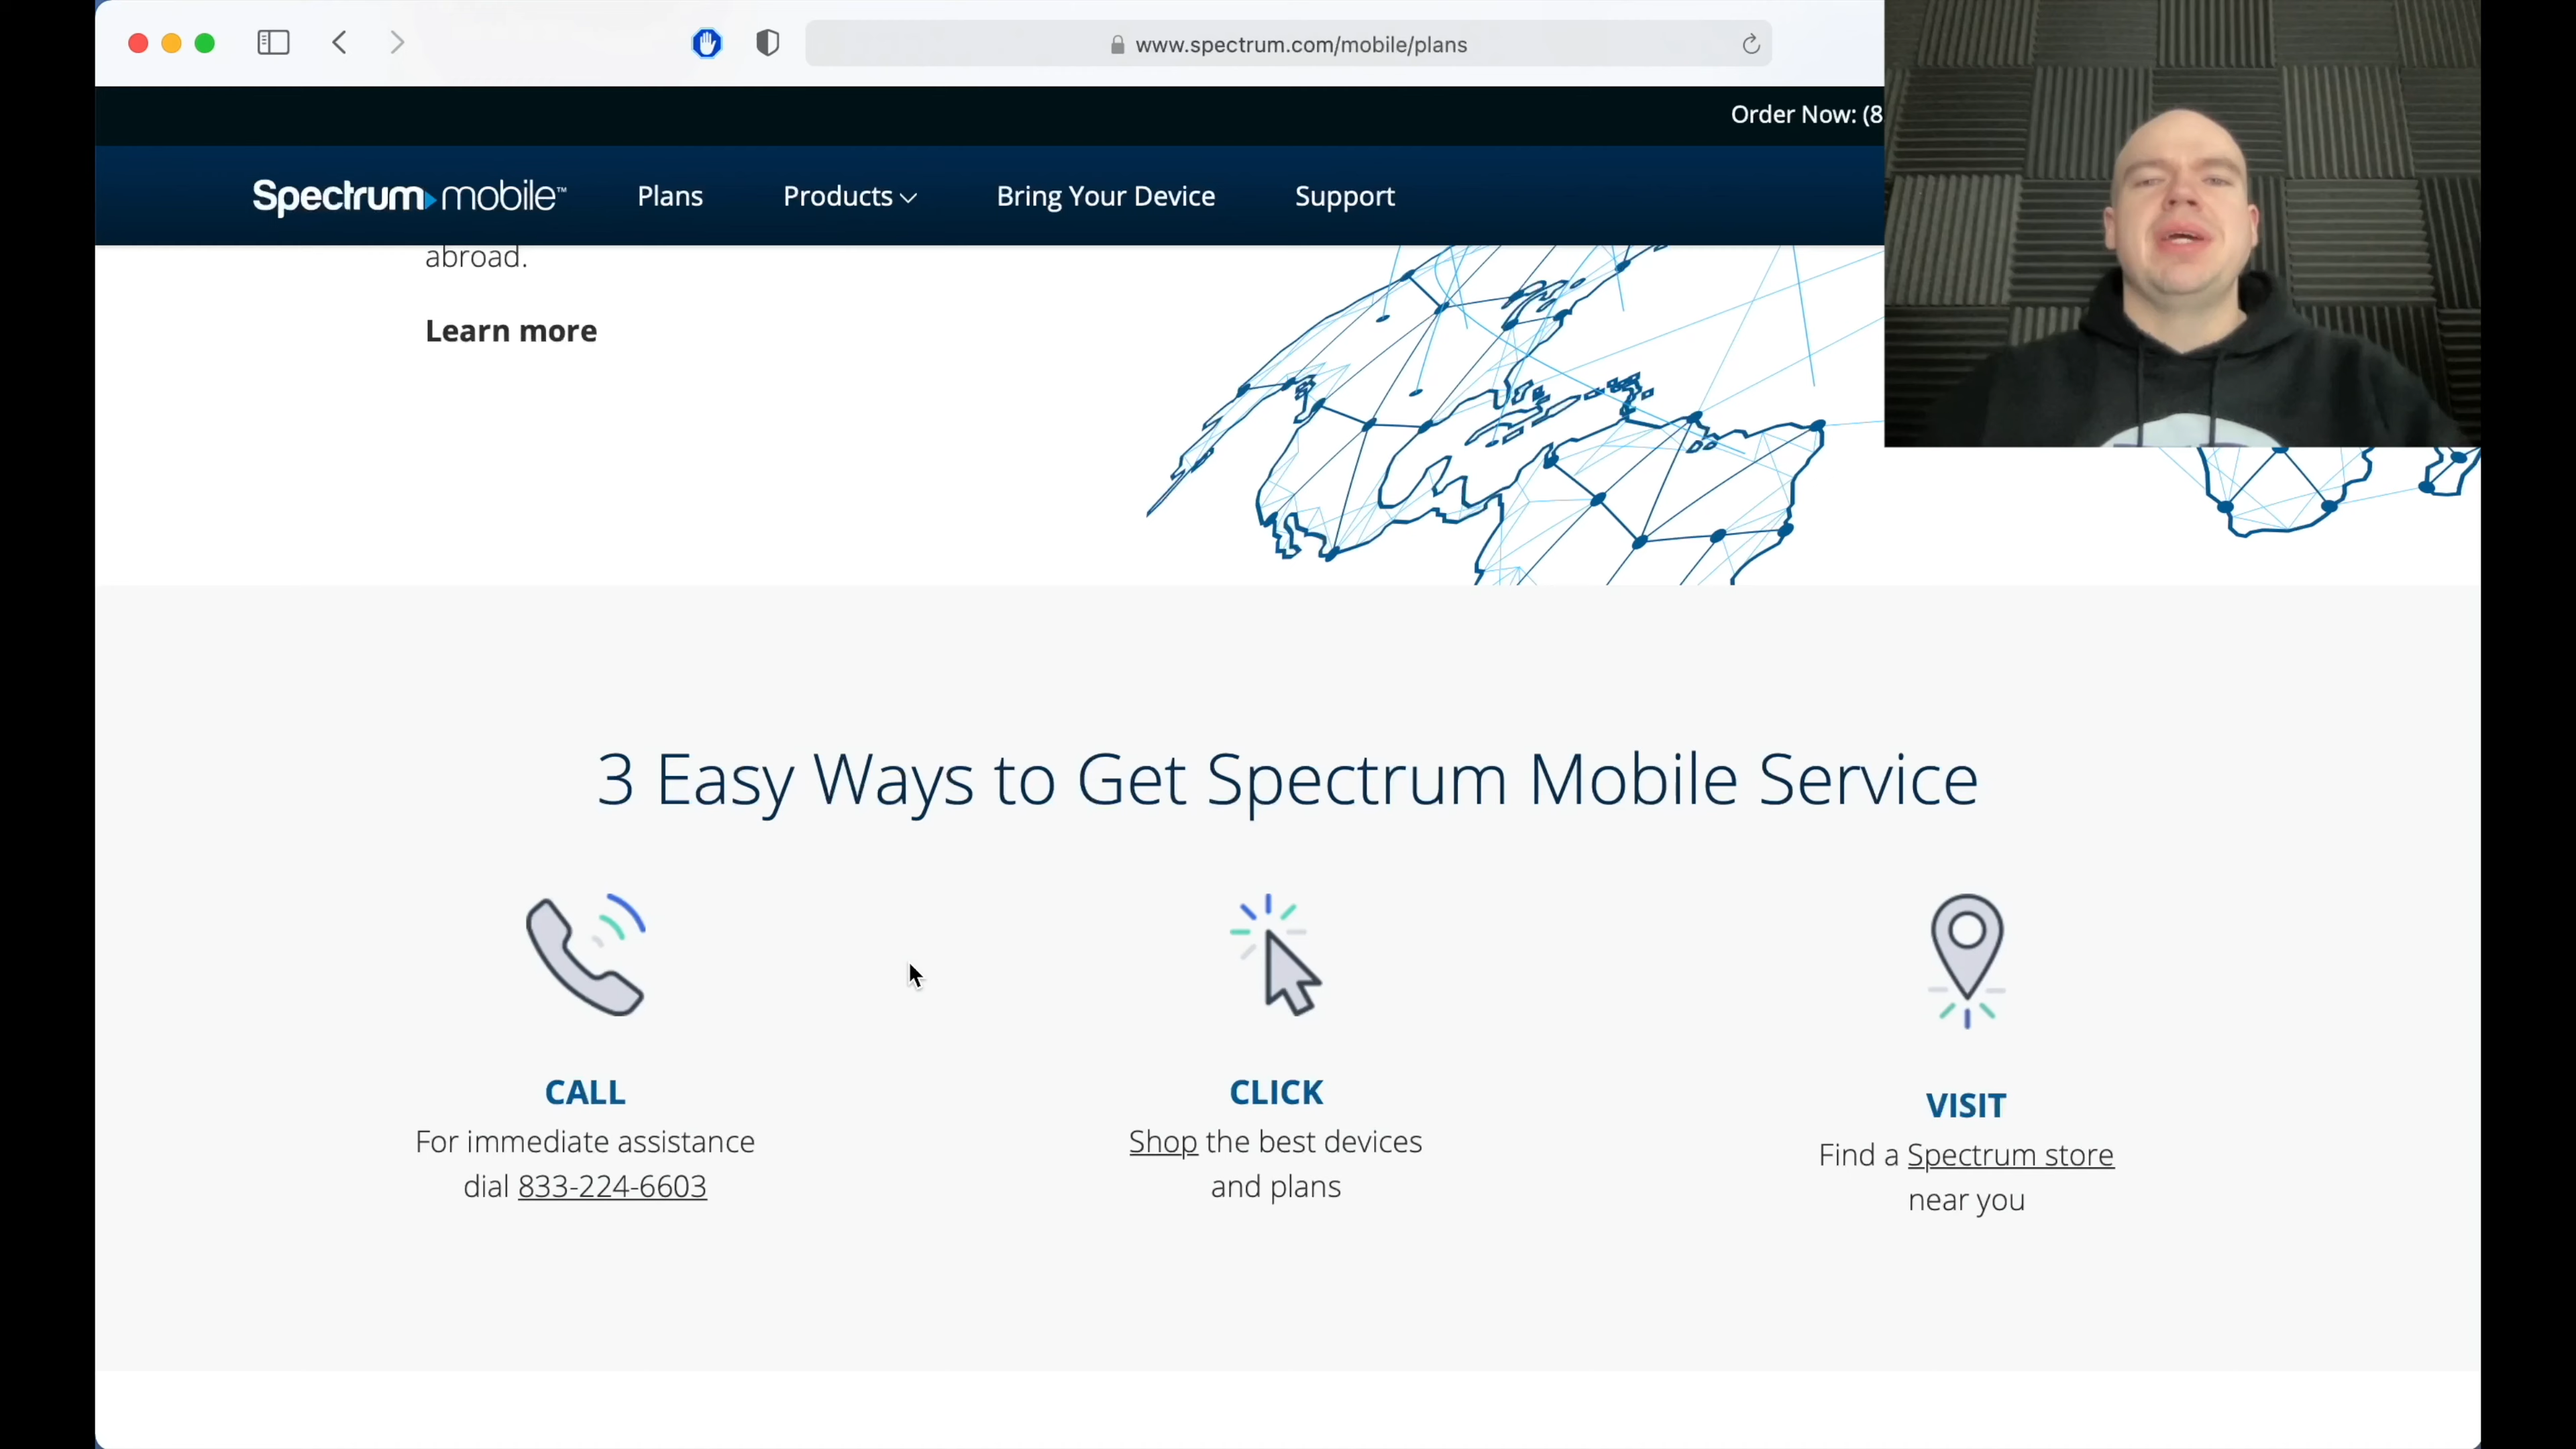 www.spectrum.com/mobile/plans
Order Now: (8
Spectrum mobile™ Plans Products Bring Your Device Support
abroad.
Learn more
3 Easy Ways to Get Spectrum Mobile Service
CALL
For immediate assistance
dial 833-224-6603
CLICK
Shop the best devices
and plans
VISIT
Find a Spectrum store
near you